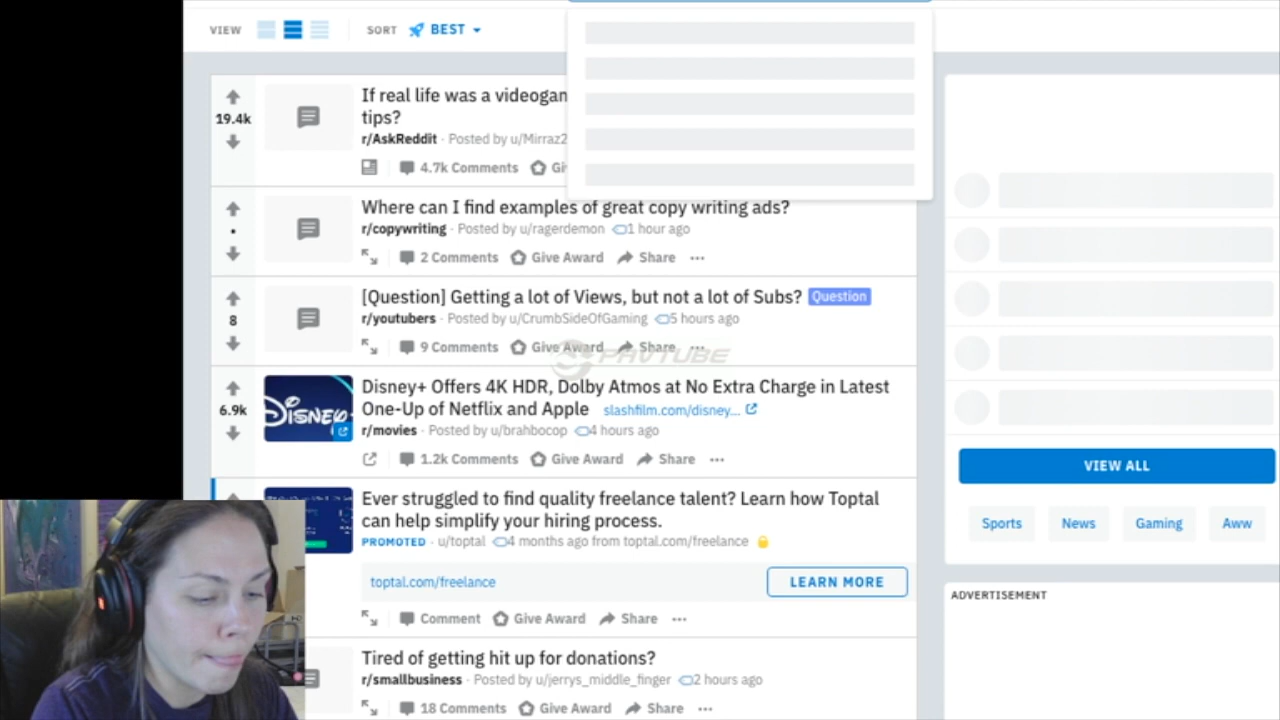 VIEW
SORT
BEST
19.4k
If real life was a videogam
tips?
r/AskReddit · Posted by u/Mirraz2
4.7k Comments
Gi
•
Where can I find examples of great copy writing ads?
r/copywriting · Posted by u/ragerdemon 1 hour ago
2 Comments Give Award Share ...
8
[Question] Getting a lot of Views, but not a lot of Subs? Question
r/youtubers · Posted by u/CrumbSideOfGaming 5 hours ago
9 Comments Give Award Share ...
PAVTUBE
6.9k
DISNEY
Disney+ Offers 4K HDR, Dolby Atmos at No Extra Charge in Latest
One-Up of Netflix and Apple slashfilm.com/disney...
r/movies · Posted by u/brahbocop 4 hours ago
1.2k Comments Give Award Share ...
Ever struggled to find quality freelance talent? Learn how Toptal
can help simplify your hiring process.
PROMOTED · u/toptal 4 months ago from toptal.com/freelance
toptal.com/freelance
LEARN MORE
Comment Give Award Share ...
Tired of getting hit up for donations?
r/smallbusiness · Posted by u/jerrys_middle_finger 2 hours ago
18 Comments Give Award Share ...
VIEW ALL
Sports News Gaming Aww
ADVERTISEMENT